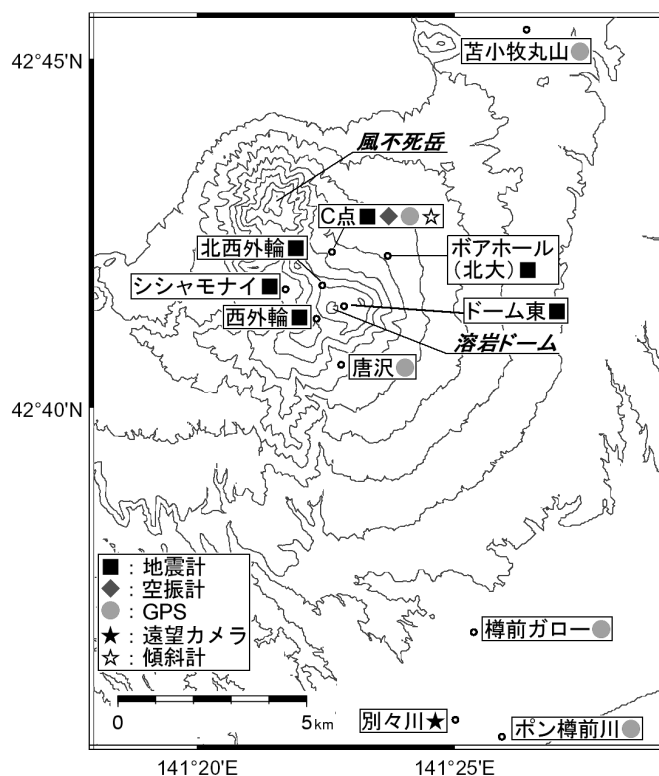 42°45'N
苫小牧丸山
風不死岳
C点
北西外輪
ボアホール
（北大）
シシャモナイ
西外輪
ドーム東
溶岩ドーム
唐沢
42°40'N
：地震計
：空振計
：GPS
：遠望カメラ
：傾斜計
樽前ガロー
0 5km
別々川
ポン樽前川
141°20'E 141°25'E